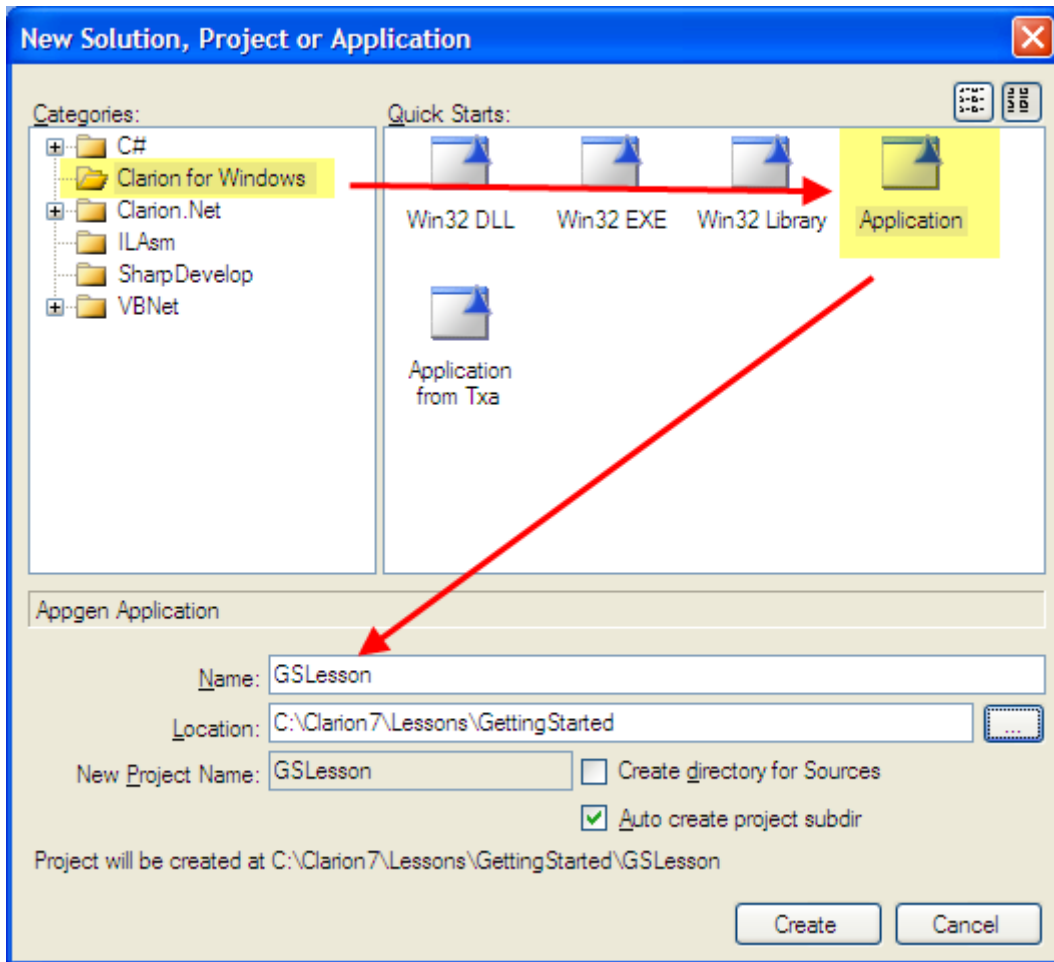 New Solution, Project or Application
Categories:
Quick Starts:
C#
Clarion for Windows
Clarion.Net
ILAsm
SharpDevelop
VBNet
Win32 DLL
Win32 EXE
Win32 Library
Application
Application
from Txa
Appgen Application
Name: GSLesson
Location: C:\Clarion7\Lessons\GettingStarted ...
New Project Name: GSLesson
Create directory for Sources
Auto create project subdir
Project will be created at C:\Clarion7\Lessons\GettingStarted\GSLesson
Create
Cancel